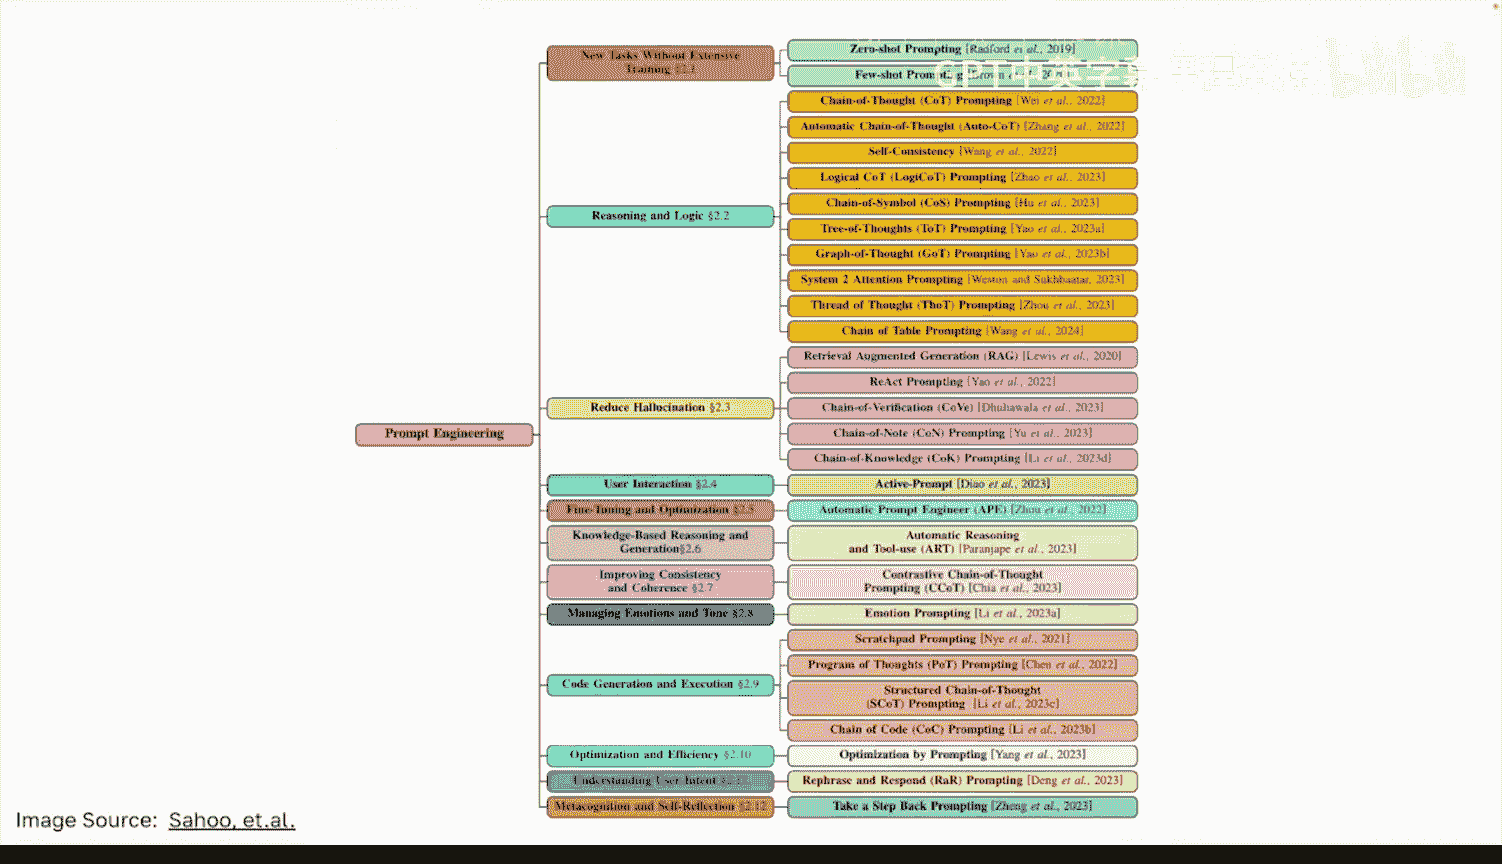 New Tasks Without Extensive
Training §2.1
Zero-shot Prompting [Radford et al., 2019]
Few-shot
GPT中英字
Chain-of-Thought (CoT) Prompting [Wei et al., 2022]
Automatic Chain-of-Thought (Auto-CoT) [Zhang et al., 2022]
Self-Consistency [Wang et al., 2022]
Logical CoT (LogiCoT) Prompting [Zhao et al., 2023]
Chain-of-Symbol (CoS) Prompting [Hu et al., 2023]
Reasoning and Logic §2.2
Tree-of-Thoughts (ToT) Prompting [Yao et al., 2023a]
Graph-of-Thought (GoT) Prompting [Yao et al., 2023b]
System 2 Attention Prompting [Weston and Sukhbaatar, 2023]
Thread of Thought (ThoT) Prompting [Zhou et al., 2023]
Chain of Table Prompting [Wang et al., 2024]
Retrieval Augmented Generation (RAG) [Lewis et al., 2020]
ReAct Prompting [Yao et al., 2022]
Reduce Hallucination §2.3
Chain-of-Verification (CoVe) [Dhuliawala et al., 2023]
Chain-of-Note (CoN) Prompting [Yu et al., 2023]
Chain-of-Knowledge (CoK) Prompting [Li et al., 2023d]
Prompt Engineering
User Interaction §2.4
Active-Prompt [Diao et al., 2023]
Fine-Tuning and Optimization §2.5
Automatic Prompt Engineer (APE) [Zhou et al., 2022]
Knowledge-Based Reasoning and
Generation§2.6
Automatic Reasoning
and Tool-use (ART) [Paranjape et al., 2023]
Improving Consistency
and Coherence §2.7
Contrastive Chain-of-Thought
Prompting (CCoT) [Chia et al., 2023]
Managing Emotions and Tone §2.8
Emotion Prompting [Li et al., 2023a]
Scratchpad Prompting [Nye et al., 2021]
Program of Thoughts (PoT) Prompting [Chen et al., 2022]
Code Generation and Execution §2.9
Structured Chain-of-Thought
(SCoT) Prompting [Li et al., 2023c]
Chain of Code (CoC) Prompting [Li et al., 2023b]
Optimization and Efficiency §2.10
Optimization by Prompting [Yang et al., 2023]
Understanding User Intent
Rephrase and Respond (RaR) Prompting [Deng et al., 2023]
Metacognition and Self-Reflection §2.12
Take a Step Back Prompting [Zheng et al., 2023]
Image Source: Sahoo, et.al.